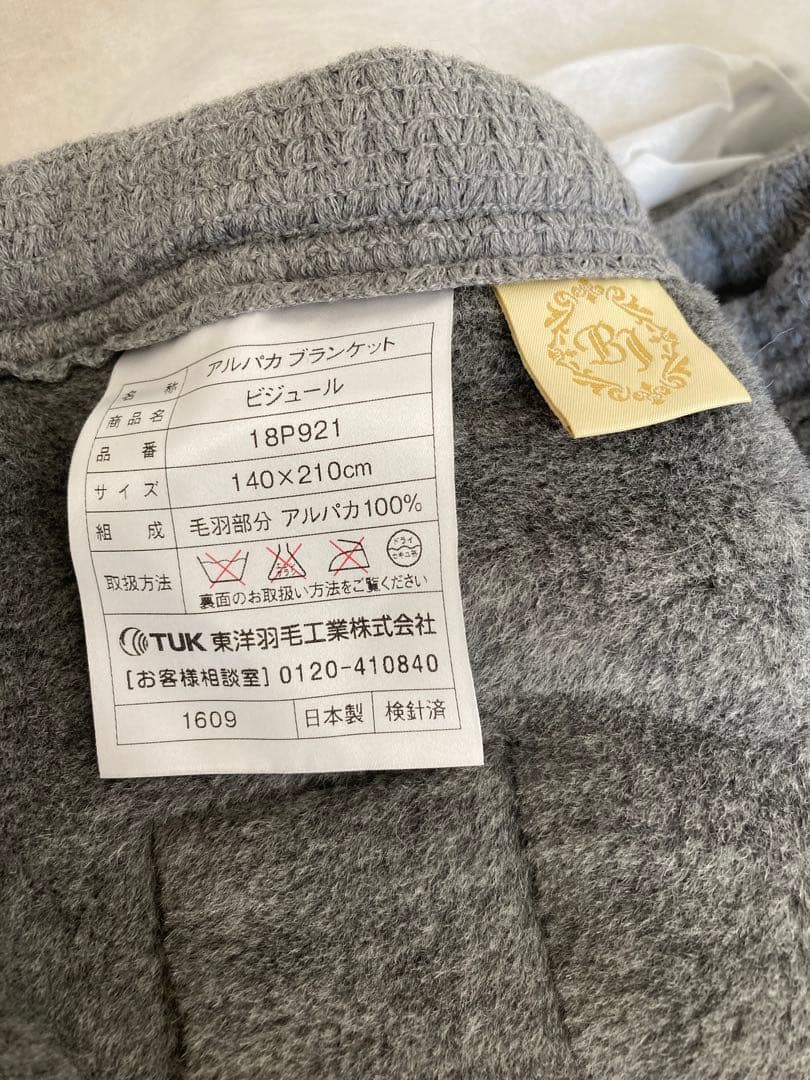 名称 アルパカ ブランケット
商品名 ビジュール
品番 18P921
サイズ 140×210cm
組成 毛羽部分 アルパカ100%
取扱方法
ドライ
セキユ系
裏面のお取扱い方法をご覧ください
TUK 東洋羽毛工業株式会社
[お客様相談室] 0120-410840
1609 日本製 検針済
BJ